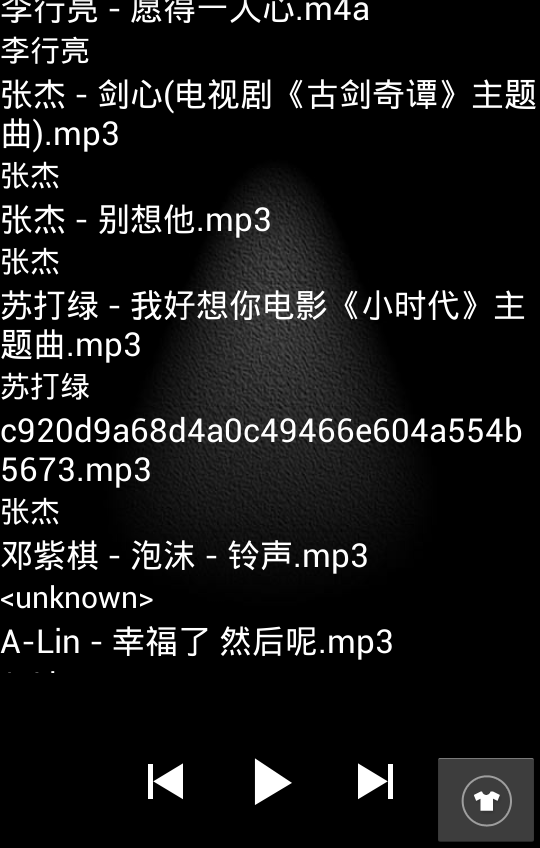 李行亮 - 愿得一人心.m4a
李行亮
张杰 - 剑心(电视剧《古剑奇谭》主题
曲).mp3
张杰
张杰 - 别想他.mp3
张杰
苏打绿 - 我好想你电影《小时代》主
题曲.mp3
苏打绿
c920d9a68d4a0c49466e604a554b
5673.mp3
张杰
邓紫棋 - 泡沫 - 铃声.mp3
<unknown>
A-Lin - 幸福了 然后呢.mp3